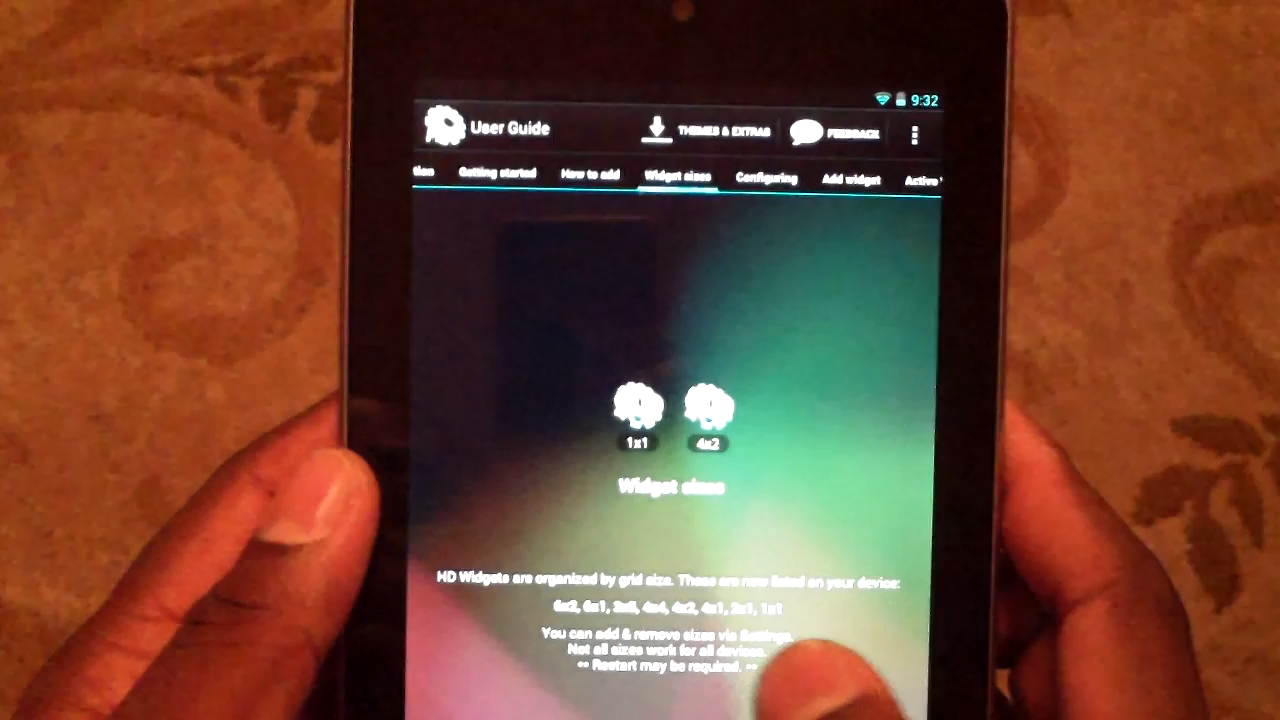 9:32
User Guide THEMES & EXTRAS FEEDBACK
tion Getting started How to add Widget sizes Configuring Add widget Active
1x1 4x2
Widget sizes
HD Widgets are organized by grid size. These are now listed on your device:
6x2, 6x1, 4x4, 4x2, 4x1, 2x1, 1x1
You can add & remove sizes via Settings.
Not all sizes work for all devices.
** Restart may be required. **